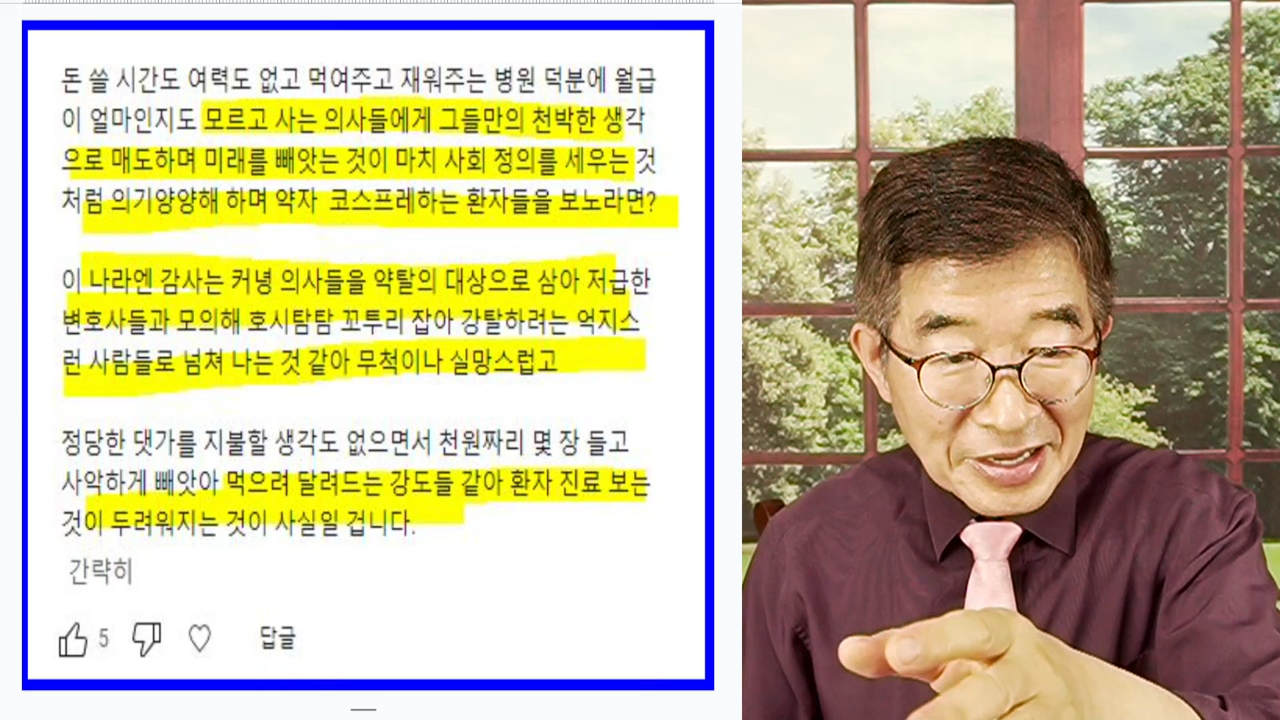 돈 쓸 시간도 여력도 없고 먹여주고 재워주는 병원 덕분에 월급
이 얼마인지도 모르고 사는 의사들에게 그들만의 천박한 생각
으로 매도하며 미래를 빼앗는 것이 마치 사회 정의를 세우는 것
처럼 의기양양해 하며 약자 코스프레하는 환자들을 보노라면?
이 나라엔 감사는 커녕 의사들을 약탈의 대상으로 삼아 저급한
변호사들과 모의해 호시탐탐 꼬투리 잡아 강탈하려는 억지스
런 사람들로 넘쳐 나는 것 같아 무척이나 실망스럽고
정당한 댓가를 지불할 생각도 없으면서 천원짜리 몇 장 들고
사악하게 빼앗아 먹으려 달려드는 강도들 같아 환자 진료 보는
것이 두려워지는 것이 사실일 겁니다.
간략히
5 답글